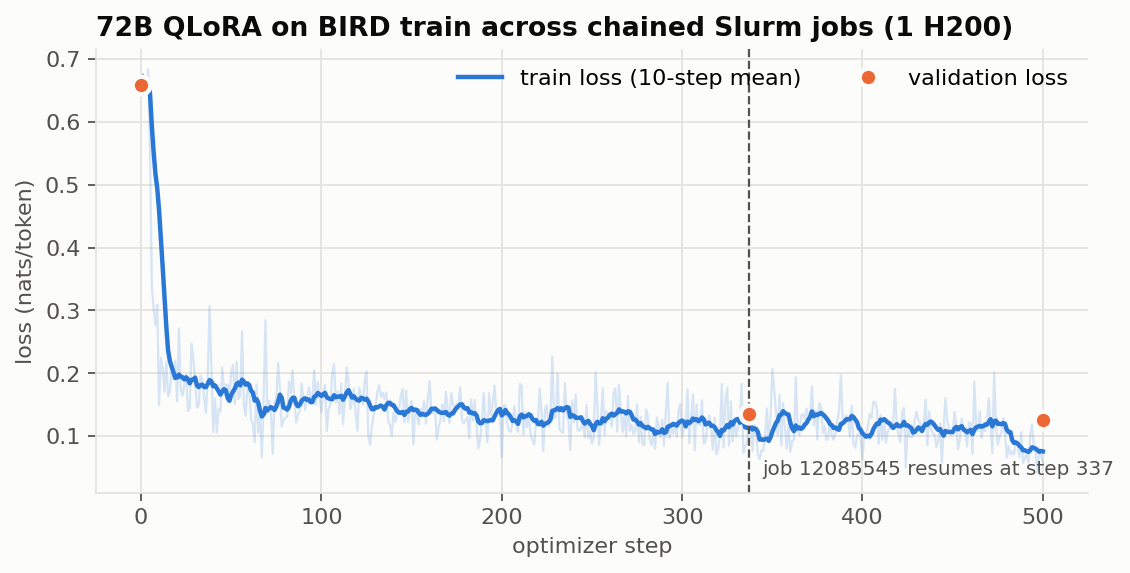 72B QLoRA on BIRD train across chained Slurm jobs (1 H200)
train loss (10-step mean)
validation loss
loss (nats/token)
0.7
0.6
0.5
0.4
0.3
0.2
0.1
job 12085545 resumes at step 337
0
100
200
300
400
500
optimizer step